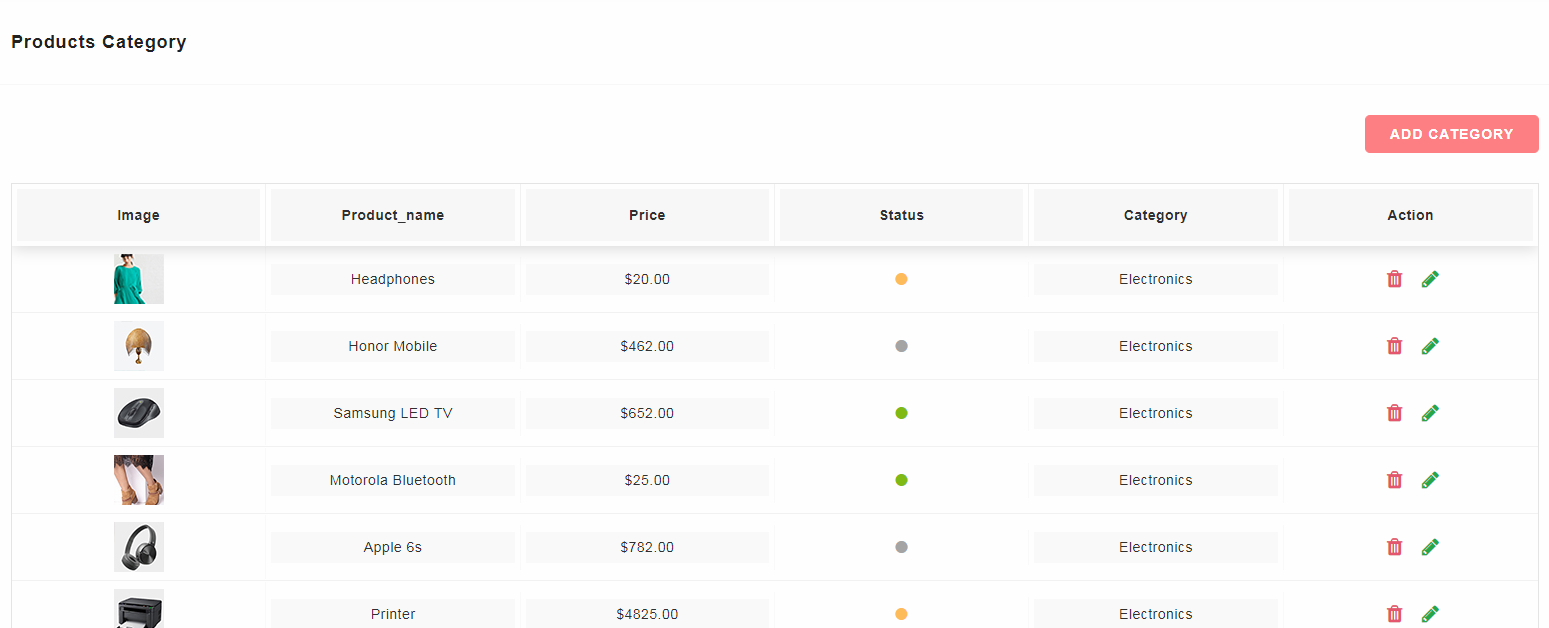 Products Category
ADD CATEGORY
Image Product_name Price Status Category Action
Headphones $20.00 Electronics
Honor Mobile $462.00 Electronics
Samsung LED TV $652.00 Electronics
Motorola Bluetooth $25.00 Electronics
Apple 6s $782.00 Electronics
Printer $4825.00 Electronics